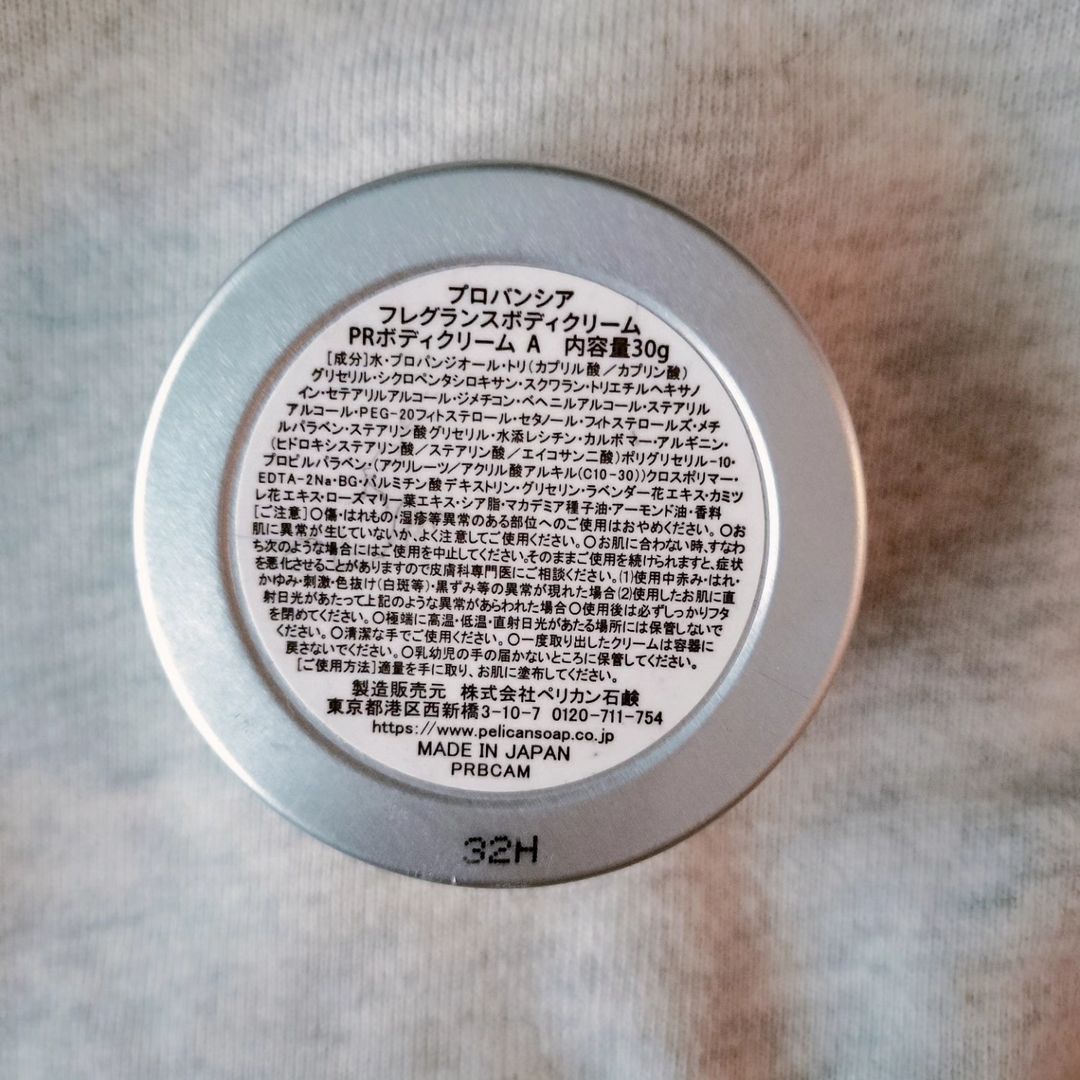 プロバンシア
フレグランスボディクリーム
PRボディクリーム A 内容量30g
[成分]水・プロパンジオール・トリ(カプリル酸/カプリン酸)
グリセリル・シクロペンタシロキサン・スクワラン・トリエチルヘキサノ
イン・セテアリルアルコール・ジメチコン・ベヘニルアルコール・ステアリル
アルコール・PEG-20フィトステロール・セタノール・フィトステロールズ・メチ
ルパラベン・ステアリン酸グリセリル・水添レシチン・カルボマー・アルギニン・
(ヒドロキシステアリン酸/ステアリン酸/エイコサン二酸)ポリグリセリル-10・
プロピルパラベン・(アクリレーツ/アクリル酸アルキル(C10-30))クロスポリマー・
EDTA-2Na・BG・パルミチン酸デキストリン・グリセリン・ラベンダー花エキス・カミツ
レ花エキス・ローズマリー葉エキス・シア脂・マカデミア種子油・アーモンド油・香料
[ご注意]○傷・はれもの・湿疹等異常のある部位へのご使用はおやめください。○お
肌に異常が生じていないか、よく注意してご使用ください。○お肌に合わない時、すなわ
ち次のような場合にはご使用を中止してください。そのままご使用を続けられますと、症状
を悪化させることがありますので皮膚科専門医にご相談ください。(1)使用中赤み・はれ・
かゆみ・刺激・色抜け(白斑等)・黒ずみ等の異常が現れた場合(2)使用したお肌に直
射日光があたって上記のような異常があらわれた場合○使用後は必ずしっかりフタ
を閉めてください。○極端に高温・低温・直射日光があたる場所には保管しないで
ください。○清潔な手でご使用ください。○一度取り出したクリームは容器に
戻さないでください。○乳幼児の手の届かないところに保管してください。
[ご使用方法]適量を手に取り、お肌に塗布してください。
製造販売元 株式会社ペリカン石鹸
東京都港区西新橋3-10-7 0120-711-754
https://www.pelicansoap.co.jp
MADE IN JAPAN
PRBCAM
32H